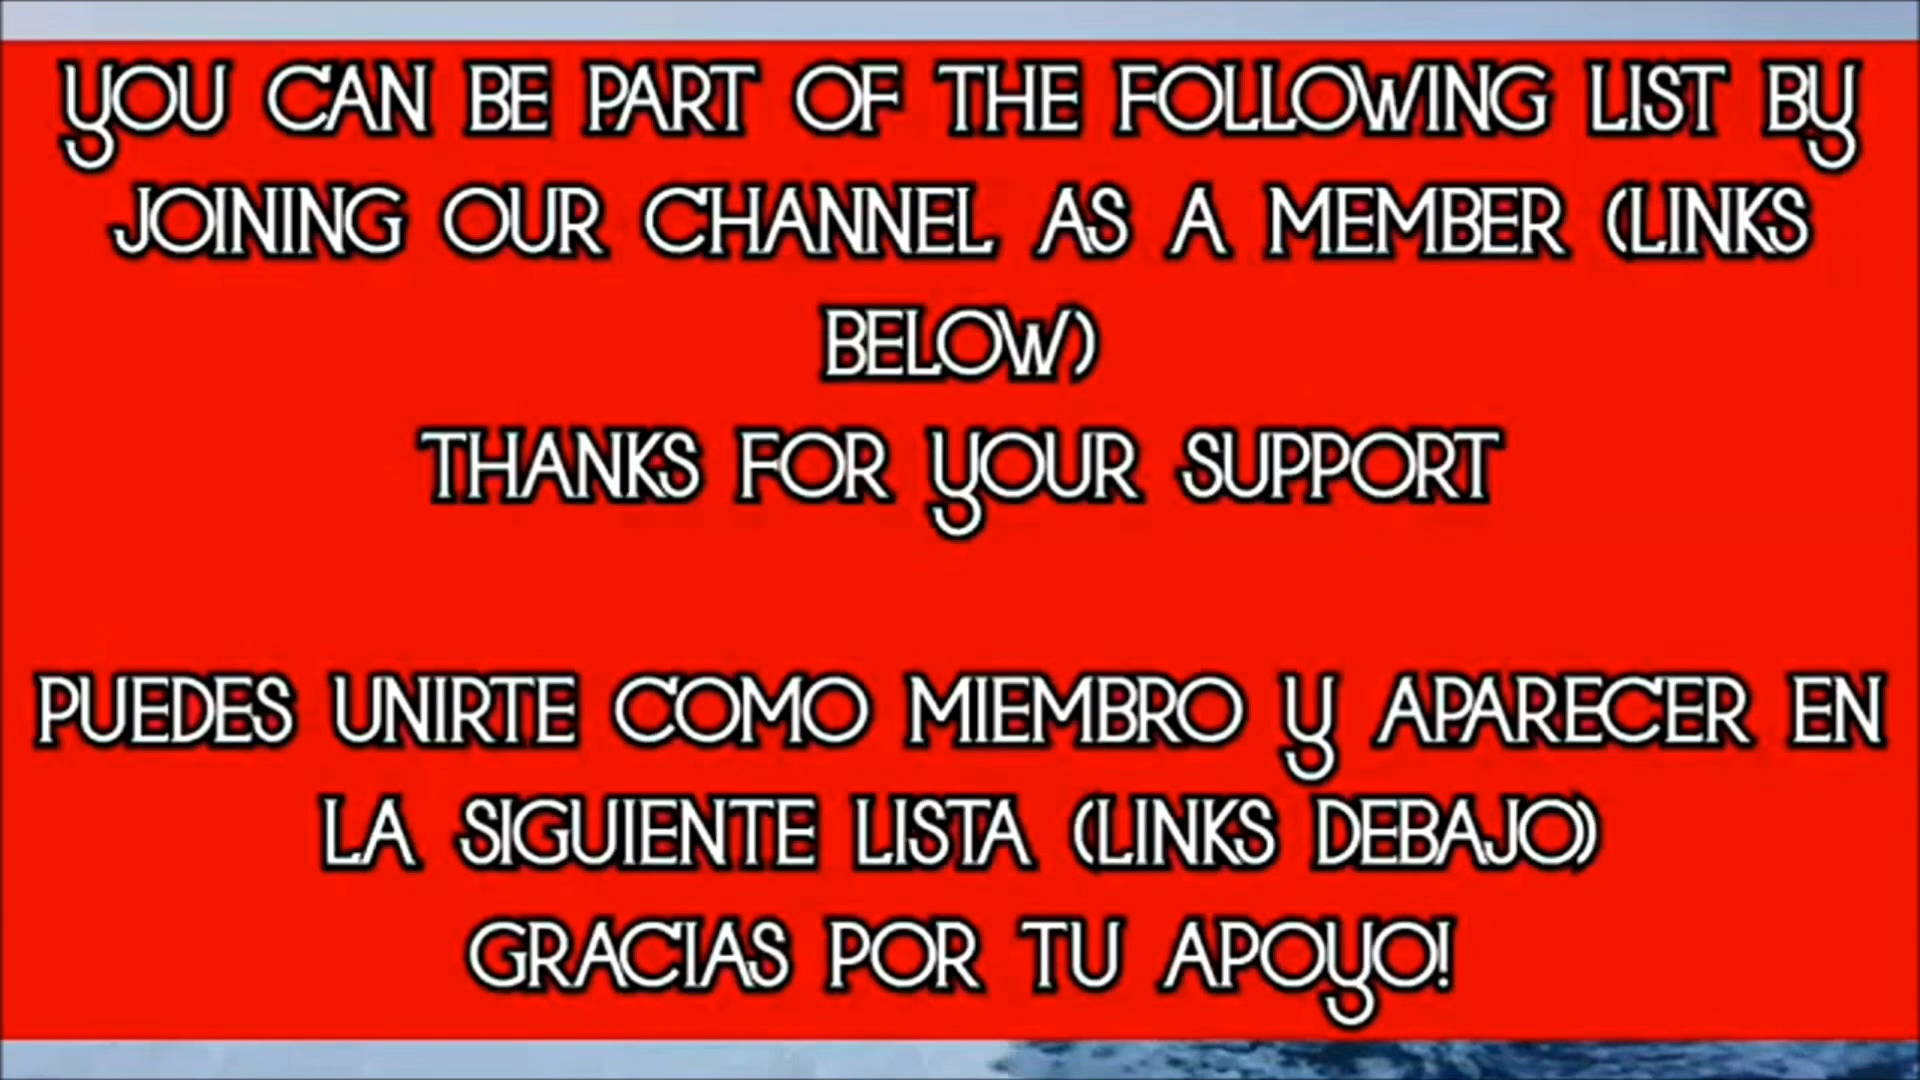 YOU CAN BE PART OF THE FOLLOWING LIST BY
JOINING OUR CHANNEL AS A MEMBER (LINKS
BELOW)
THANKS FOR YOUR SUPPORT
PUEDES UNIRTE COMO MIEMBRO Y APARECER EN
LA SIGUIENTE LISTA (LINKS DEBAJO)
GRACIAS POR TU APOYO!